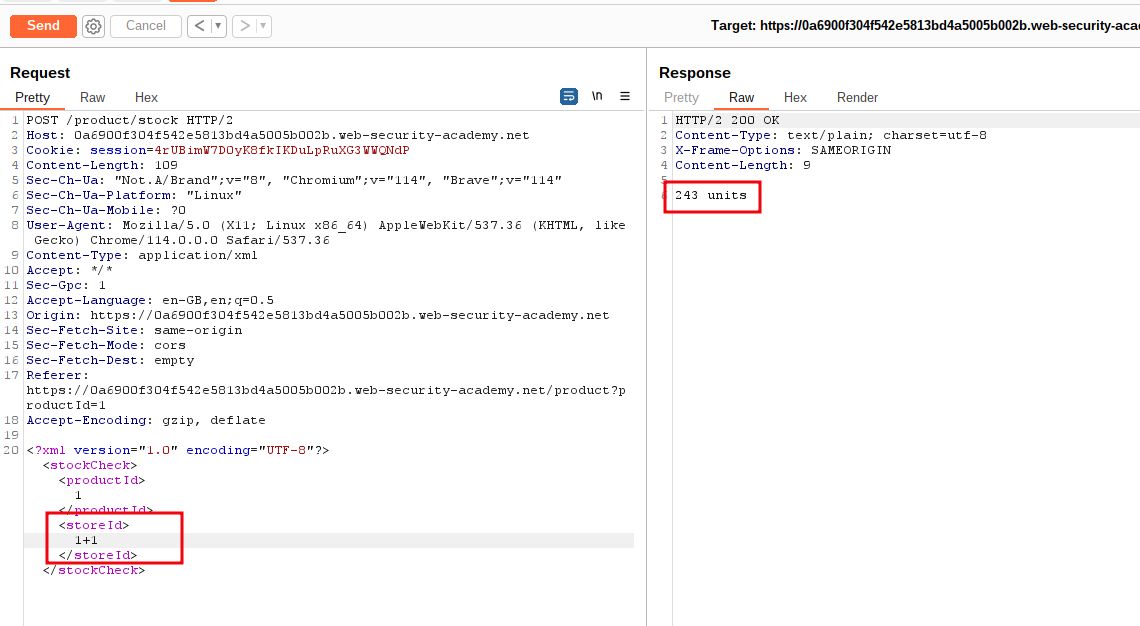 Send
Cancel
<
>
Target: https://0a6900f304f542e5813bd4a5005b002b.web-security-aca
Request
Pretty Raw Hex
\n
1 POST /product/stock HTTP/2
2 Host: 0a6900f304f542e5813bd4a5005b002b.web-security-academy.net
3 Cookie: session=4rUBimW7DOyK8fkIKDuLpRuXG3WWQNdP
4 Content-Length: 109
5 Sec-Ch-Ua: "Not.A/Brand";v="8", "Chromium";v="114", "Brave";v="114"
6 Sec-Ch-Ua-Platform: "Linux"
7 Sec-Ch-Ua-Mobile: ?0
8 User-Agent: Mozilla/5.0 (X11; Linux x86_64) AppleWebKit/537.36 (KHTML, like
Gecko) Chrome/114.0.0.0 Safari/537.36
9 Content-Type: application/xml
10 Accept: */*
11 Sec-Gpc: 1
12 Accept-Language: en-GB,en;q=0.5
13 Origin: https://0a6900f304f542e5813bd4a5005b002b.web-security-academy.net
14 Sec-Fetch-Site: same-origin
15 Sec-Fetch-Mode: cors
16 Sec-Fetch-Dest: empty
17 Referer:
https://0a6900f304f542e5813bd4a5005b002b.web-security-academy.net/product?p
roductId=1
18 Accept-Encoding: gzip, deflate
19
20 <?xml version="1.0" encoding="UTF-8"?>
<stockCheck>
<productId>
1
</productId>
<storeId>
1+1
</storeId>
</stockCheck>
Response
Pretty Raw Hex Render
1 HTTP/2 200 OK
2 Content-Type: text/plain; charset=utf-8
3 X-Frame-Options: SAMEORIGIN
4 Content-Length: 9
5
6 243 units